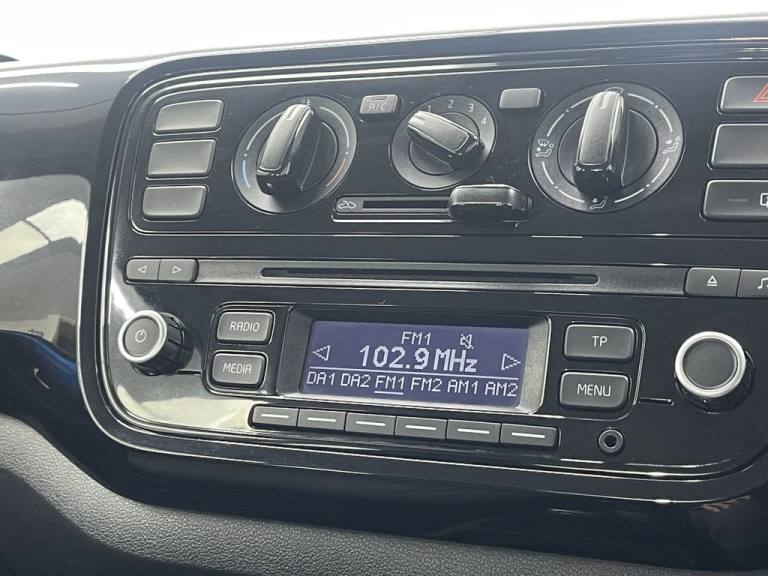 A/C
1 2 3 4
RADIO
MEDIA
FM1
102.9 MHz
DA1 DA2 FM1 FM2 AM1 AM2
TP
MENU